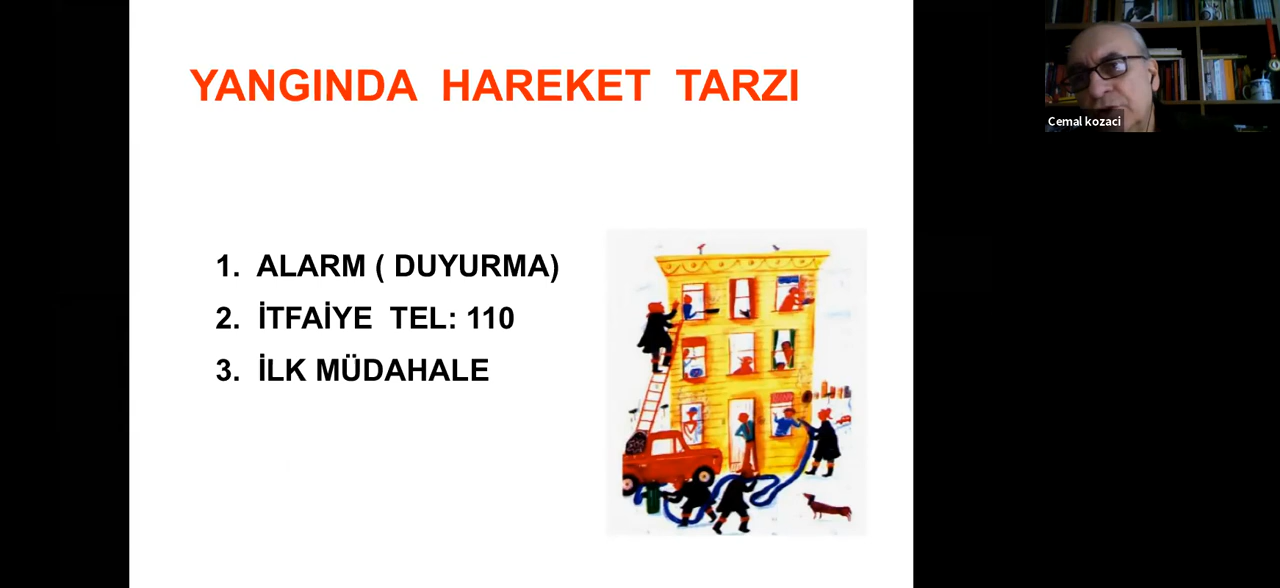 YANGINDA HAREKET TARZI
1. ALARM ( DUYURMA)
2. İTFAİYE TEL: 110
3. İLK MÜDAHALE
Cemal kozaci